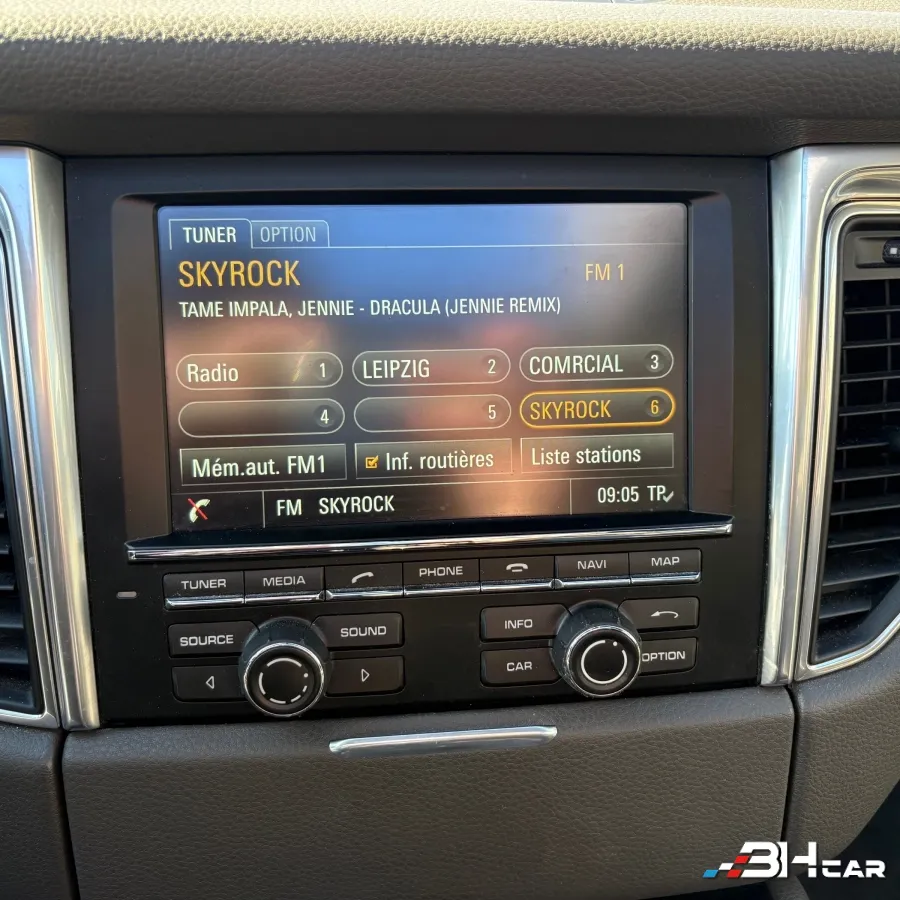 TUNER OPTION
SKYROCK FM 1
TAME IMPALA, JENNIE - DRACULA (JENNIE REMIX)
Radio 1 LEIPZIG 2 COMRCIAL 3
4 5 SKYROCK 6
Mém.aut. FM1 Inf. routières Liste stations
FM SKYROCK 09:05 TP
TUNER MEDIA PHONE NAVI MAP
SOURCE SOUND INFO
CAR OPTION
3HCAR